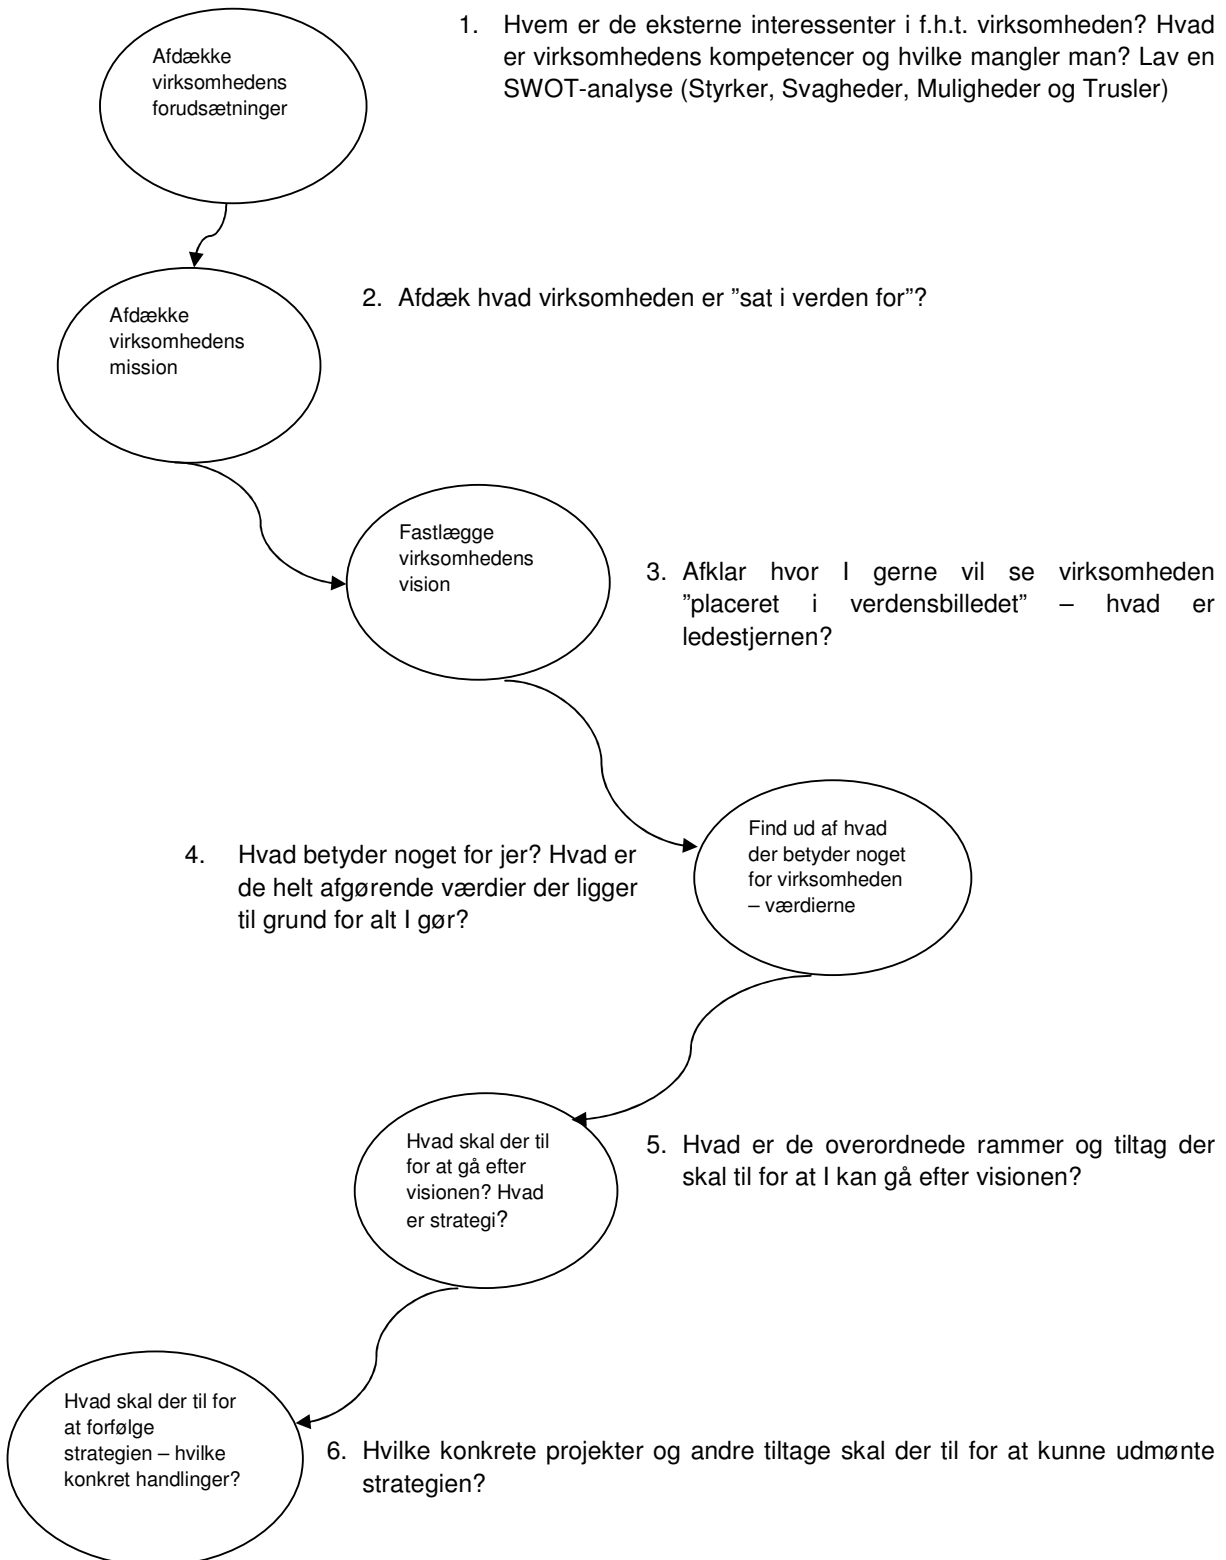 Afdække
virksomhedens
forudsætninger
1. Hvem er de eksterne interessenter i f.h.t. virksomheden? Hvad
er virksomhedens kompetencer og hvilke mangler man? Lav en
SWOT-analyse (Styrker, Svagheder, Muligheder og Trusler)
Afdække
virksomhedens
mission
2. Afdæk hvad virksomheden er ”sat i verden for”?
Fastlægge
virksomhedens
vision
3. Afklar hvor I gerne vil se virksomheden
”placeret i verdensbilledet” – hvad er
ledestjernen?
Find ud af hvad
der betyder noget
for virksomheden
– værdierne
4. Hvad betyder noget for jer? Hvad er
de helt afgørende værdier der ligger
til grund for alt I gør?
Hvad skal der til
for at gå efter
visionen? Hvad
er strategi?
5. Hvad er de overordnede rammer og tiltag der
skal til for at I kan gå efter visionen?
Hvad skal der til for
at forfølge
strategien – hvilke
konkret handlinger?
6. Hvilke konkrete projekter og andre tiltage skal der til for at kunne udmønte
strategien?